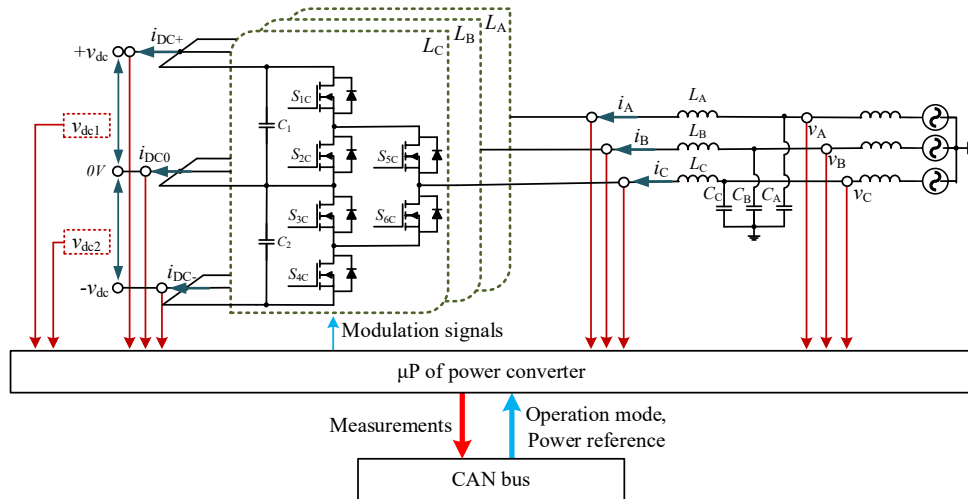 L_A
L_B
L_C
+v_dc
i_DC+
S_1C
C_1
v_dc1
S_2C
S_5C
0V
i_DC0
S_3C
S_6C
v_dc2
C_2
S_4C
-v_dc
i_DC-
i_A
L_A
v_A
i_B
L_B
v_B
i_C
L_C
v_C
C_C
C_B
C_A
Modulation signals
μP of power converter
Measurements
Operation mode,
Power reference
CAN bus